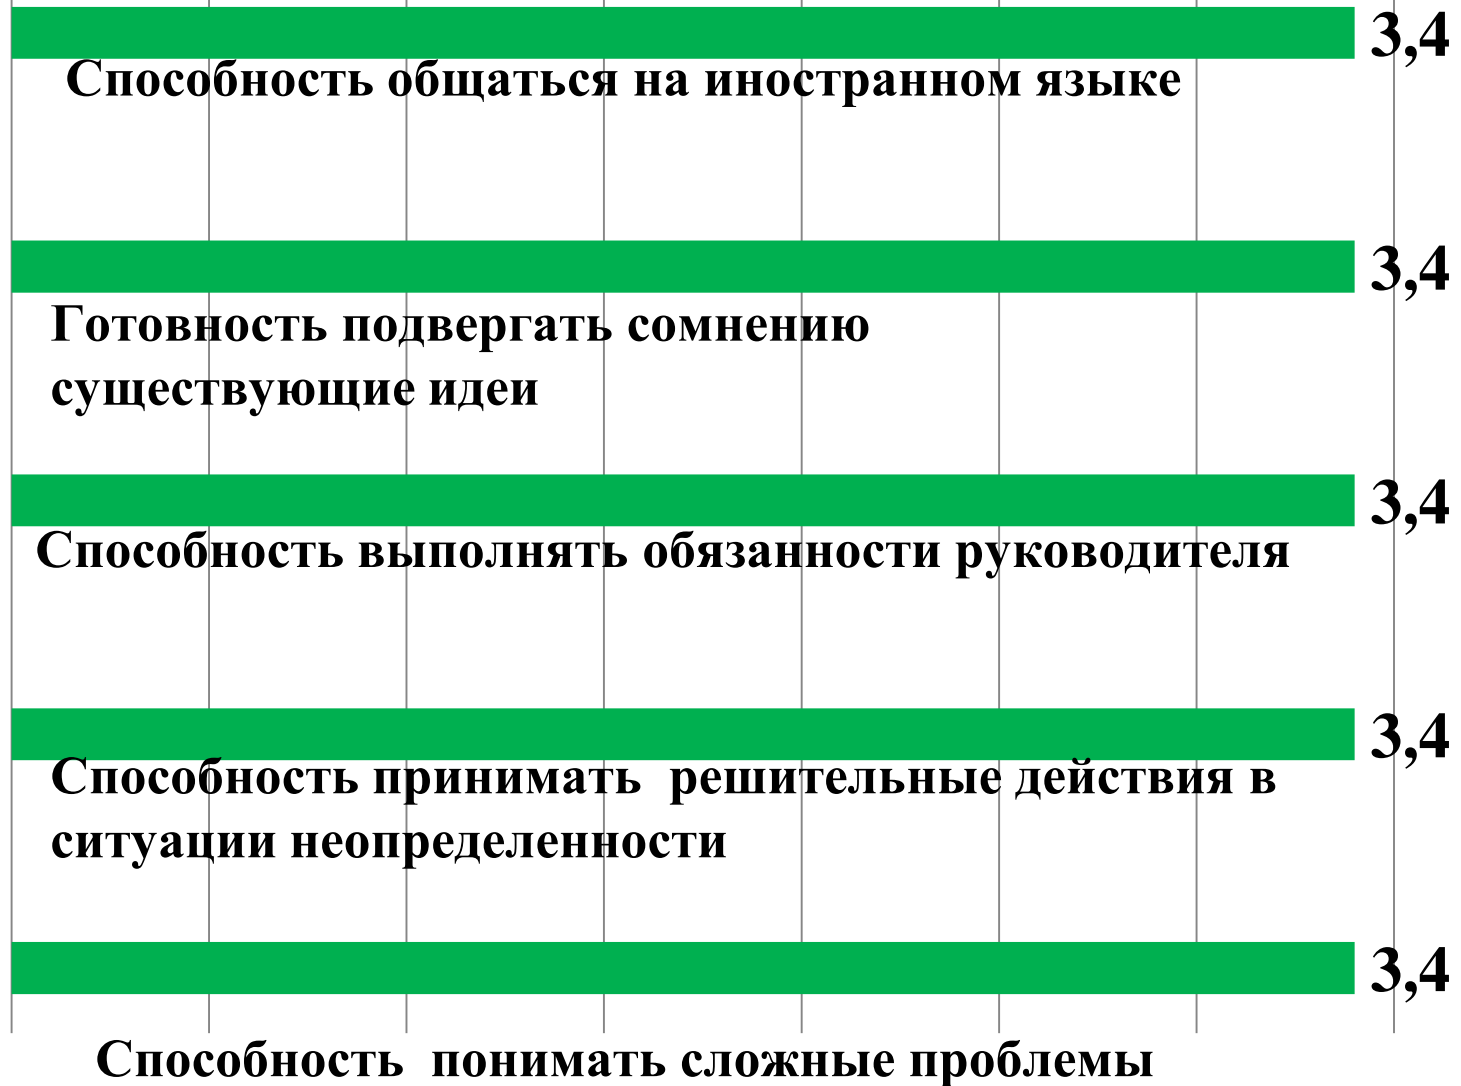 3,4
Способность общаться на иностранном языке
3,4
Готовность подвергать сомнению
существующие идеи
3,4
Способность выполнять обязанности руководителя
3,4
Способность принимать  решительные действия в
ситуации неопределенности
3,4
Способность  понимать сложные проблемы